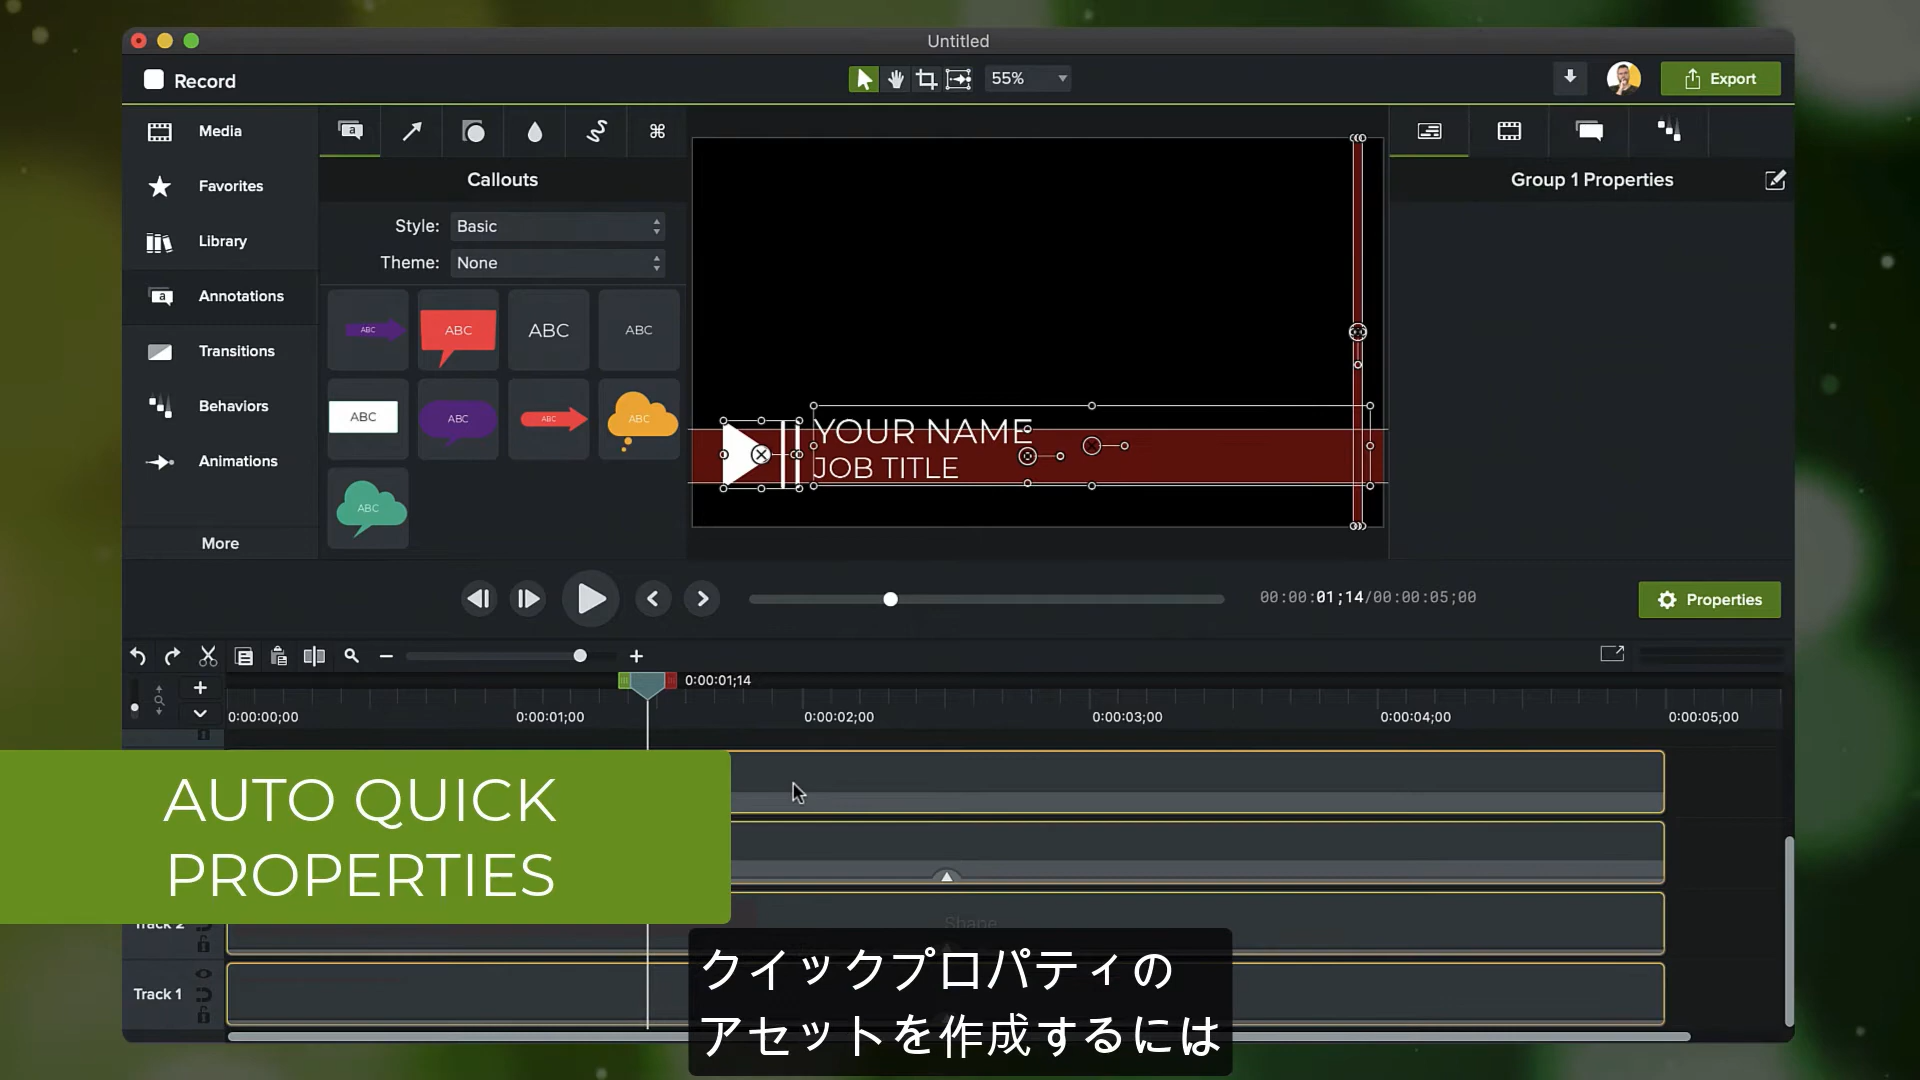 Untitled
Record
55%
Export
Media
Favorites
Library
Annotations
Transitions
Behaviors
Animations
More
Callouts
Style: Basic
Theme: None
ABC ABC ABC ABC
ABC ABC ABC ABC
ABC
YOUR NAME
JOB TITLE
Group 1 Properties
00:00:01;14/00:00:05;00
Properties
0:00:01;14
0:00:00;00 0:00:01;00 0:00:02;00 0:00:03;00 0:00:04;00 0:00:05;00
AUTO QUICK
PROPERTIES
Track 2
Shape
Track 1
クイックプロパティの
アセットを作成するには